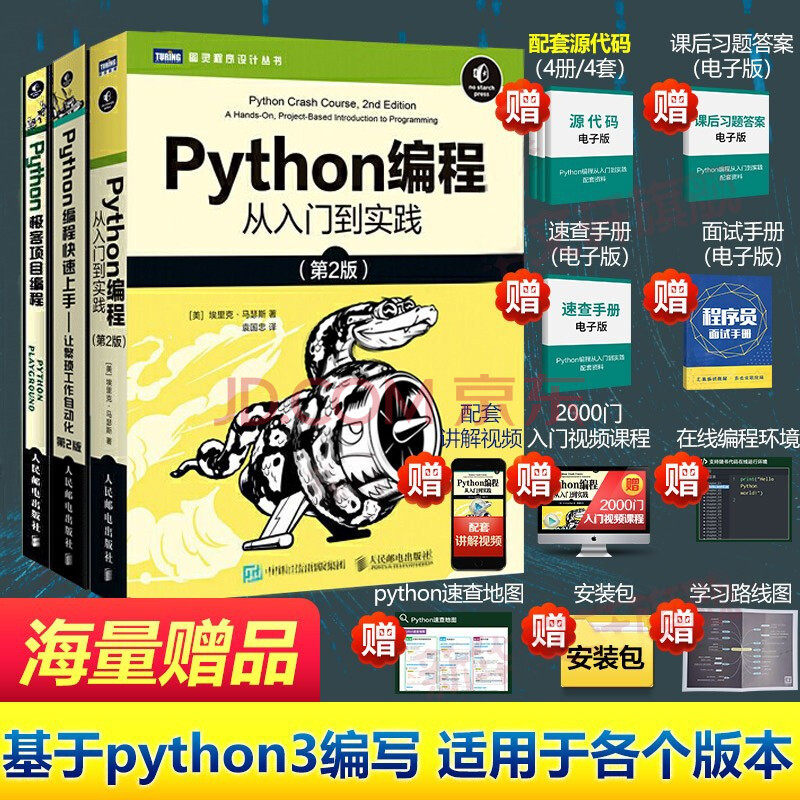 TURING 图灵程序设计丛书
no starch
press
Python Crash Course, 2nd Edition
A Hands-On, Project-Based Introduction to Programming
Python编程
从入门到实践
(第2版)
[美] 埃里克·马瑟斯 著
袁国忠 译
人民邮电出版社
Python极客项目编程
PYTHON PLAYGROUND
人民邮电出版社
Python编程快速上手——让繁琐工作自动化
第2版
人民邮电出版社
Python编程
从入门到实践
(第2版)
[美] 埃里克·马瑟斯 著
人民邮电出版社
JD.COM 京东
配套源代码
(4册/4套)
赠
源代码
电子版
Python编程从入门到实践
配套资料
课后习题答案
(电子版)
赠
课后习题答案
电子版
Python编程从入门到实践
配套资料
速查手册
(电子版)
赠
速查手册
电子版
Python编程从入门到实践
配套资料
面试手册
(电子版)
赠
程序员
面试手册
配套
讲解视频
赠
Python编程
从入门到实践
配套
讲解视频
2000门
入门视频课程
赠
Python编程
从入门到实践
赠
2000门
入门视频课程
在线编程环境
赠
支持随书代码在线运行环境
print("Hello
Python
world!")
python速查地图
赠
Python速查地图
安装包
赠
安装包
学习路线图
赠
海量赠品
基于python3编写 适用于各个版本